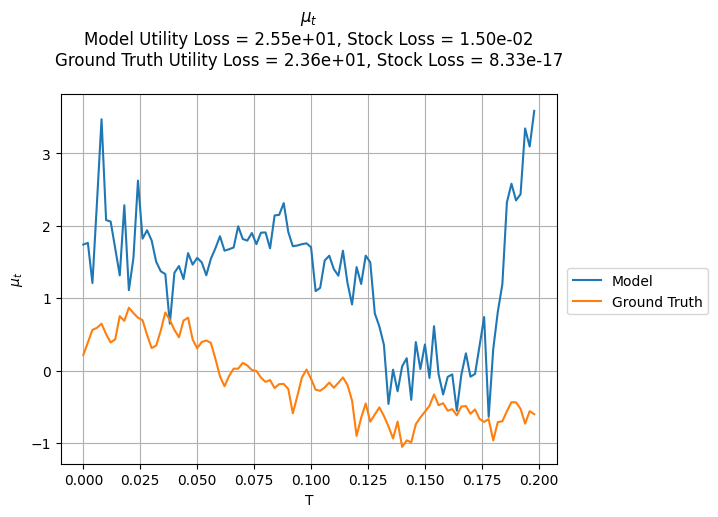 μ_t
Model Utility Loss = 2.55e+01, Stock Loss = 1.50e-02
Ground Truth Utility Loss = 2.36e+01, Stock Loss = 8.33e-17
μ_t
3
2
1
0
−1
0.000 0.025 0.050 0.075 0.100 0.125 0.150 0.175 0.200
T
Model
Ground Truth